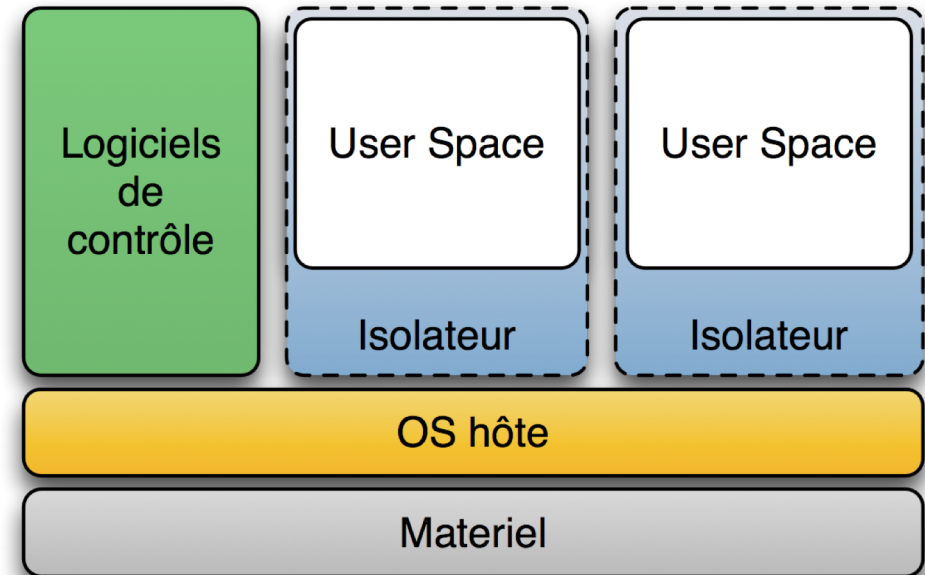 Logiciels
de
contrôle
User Space
User Space
Isolateur
Isolateur
OS hôte
Materiel